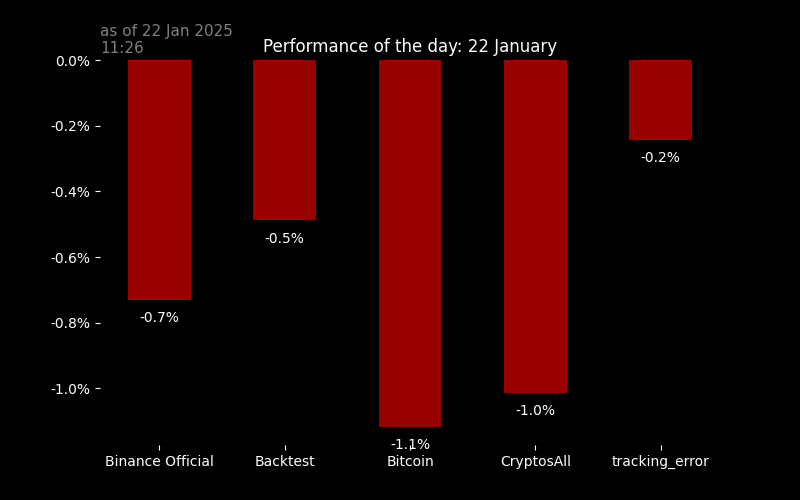 as of 22 Jan 2025
11:26
Performance of the day: 22 January
0.0%
-0.2%
-0.4%
-0.6%
-0.8%
-1.0%
-0.7%
-0.5%
-1.1%
-1.0%
-0.2%
Binance Official
Backtest
Bitcoin
CryptosAll
tracking_error